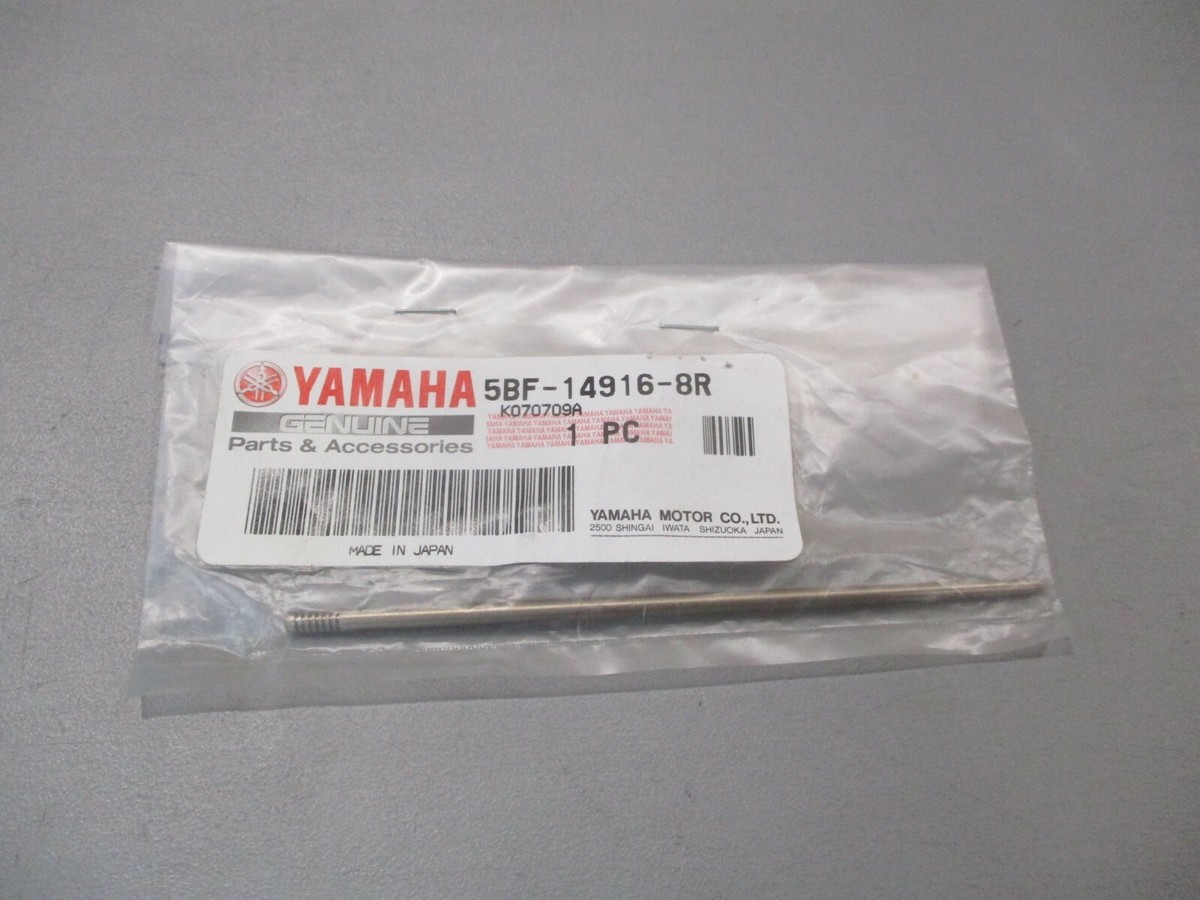 YAMAHA 5BF-14916-8R
GENUINE K070709A
Parts & Accessories 1 PC
YAMAHA MOTOR CO.,LTD.
2500 SHINGAI IWATA SHIZUOKA JAPAN
MADE IN JAPAN